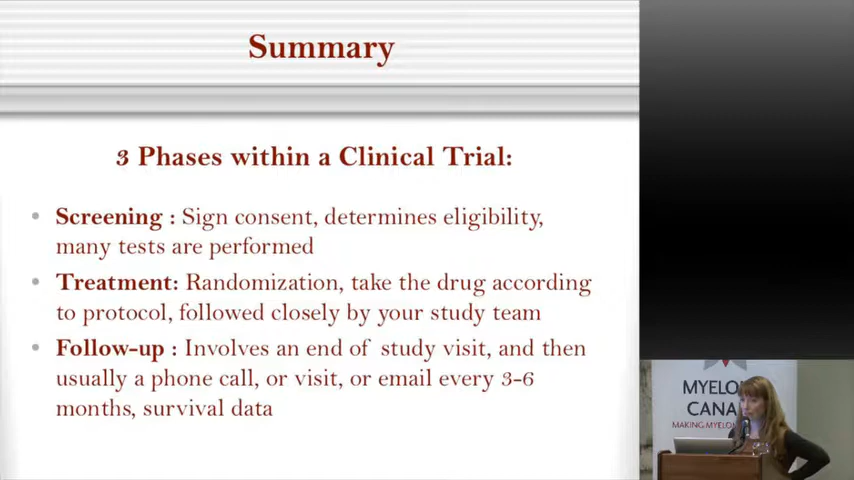 Summary
3 Phases within a Clinical Trial:
Screening : Sign consent, determines eligibility,
many tests are performed
Treatment: Randomization, take the drug according
to protocol, followed closely by your study team
Follow-up : Involves an end of study visit, and then
usually a phone call, or visit, or email every 3-6
months, survival data
MYELO
CANA
MAKING MYELO